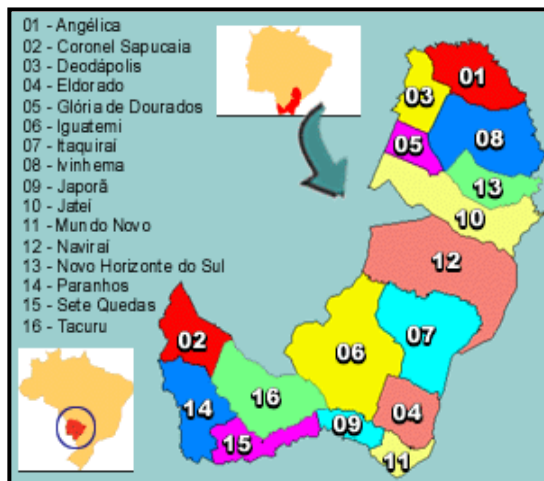 01 - Angélica
02 - Coronel Sapucaia
03 - Deodápolis
04 - Eldorado
05 - Glória de Dourados
06 - Iguatemi
07 - Itaquiraí
08 - Ivinhema
09 - Japorã
10 - Jateí
11 - Mundo Novo
12 - Naviraí
13 - Novo Horizonte do Sul
14 - Paranhos
15 - Sete Quedas
16 - Tacuru
01
03
08
05
13
10
12
02
07
06
16
14
04
09
15
11